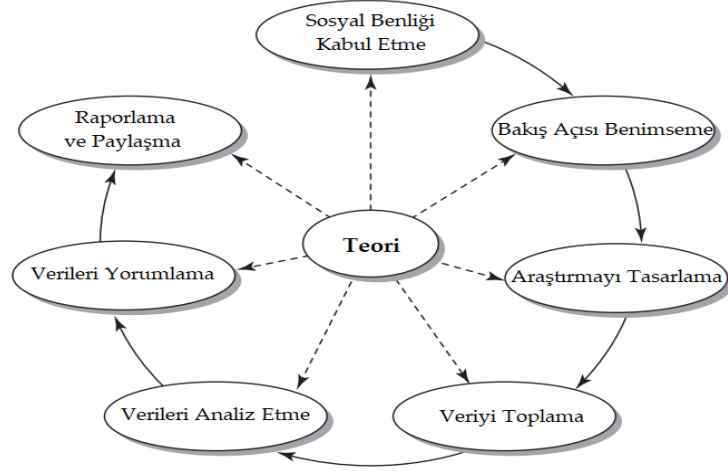 Sosyal Benliği
Kabul Etme
Raporlama
ve Paylaşma
Bakış Açısı Benimseme
Teori
Verileri Yorumlama
Araştırmayı Tasarlama
Verileri Analiz Etme
Veriyi Toplama